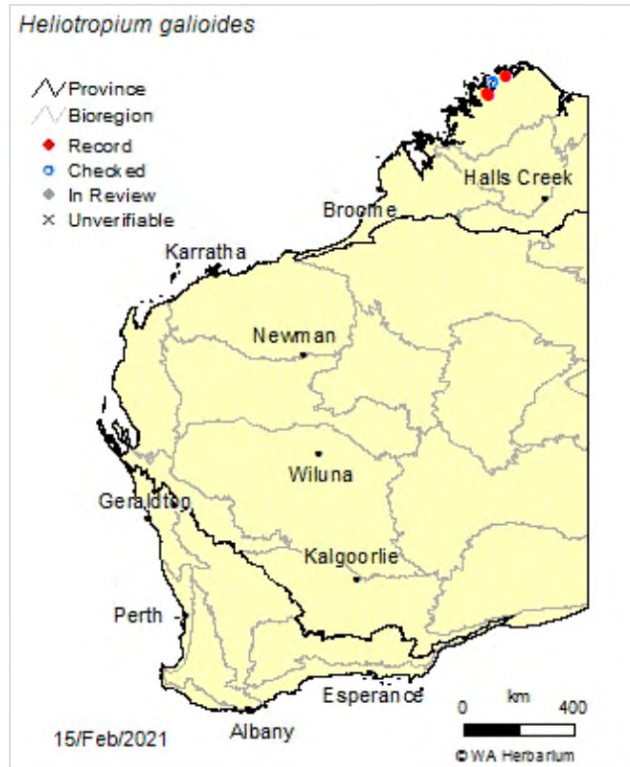 Heliotropium galioides
Province
Bioregion
Record
Checked
In Review
Unverifiable
Halls Creek
Broome
Karratha
Newman
Wiluna
Geraldton
Kalgoorlie
Perth
Esperance
Albany
15/Feb/2021
km
0 400
© WA Herbarium